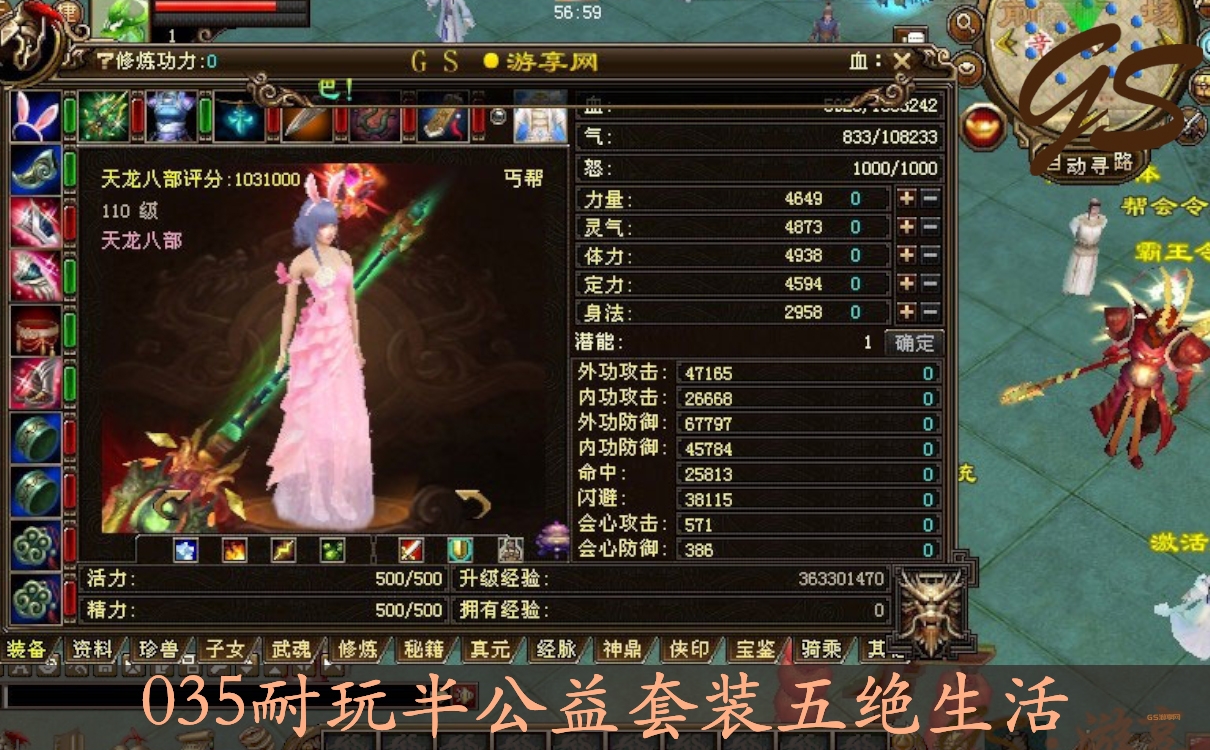 56:59
1
修炼功力:0
GS●游享网
血：
巴！
GS
自动寻路
833/108233
气:
怒: 1000/1000
天龙八部评分:1031000 丐帮
110 级
天龙八部
力量: 4649 0
灵气: 4873 0
体力: 4938 0
定力: 4594 0
身法: 2958 0
潜能: 1 确定
外功攻击: 47165 0
内功攻击: 26668 0
外功防御: 67797 0
内功防御: 45784 0
命中: 25813 0
闪避: 38115 0
会心攻击: 571 0
会心防御: 386 0
活力: 500/500 升级经验: 363301470
精力: 500/500 拥有经验: 0
帮会令
霸王令
充
激活
装备 资料 珍兽 子女 武魂 修炼 秘籍 真元 经脉 神鼎 侠印 宝鉴 骑乘 其
035耐玩半公益套装五绝生活
GS游享网